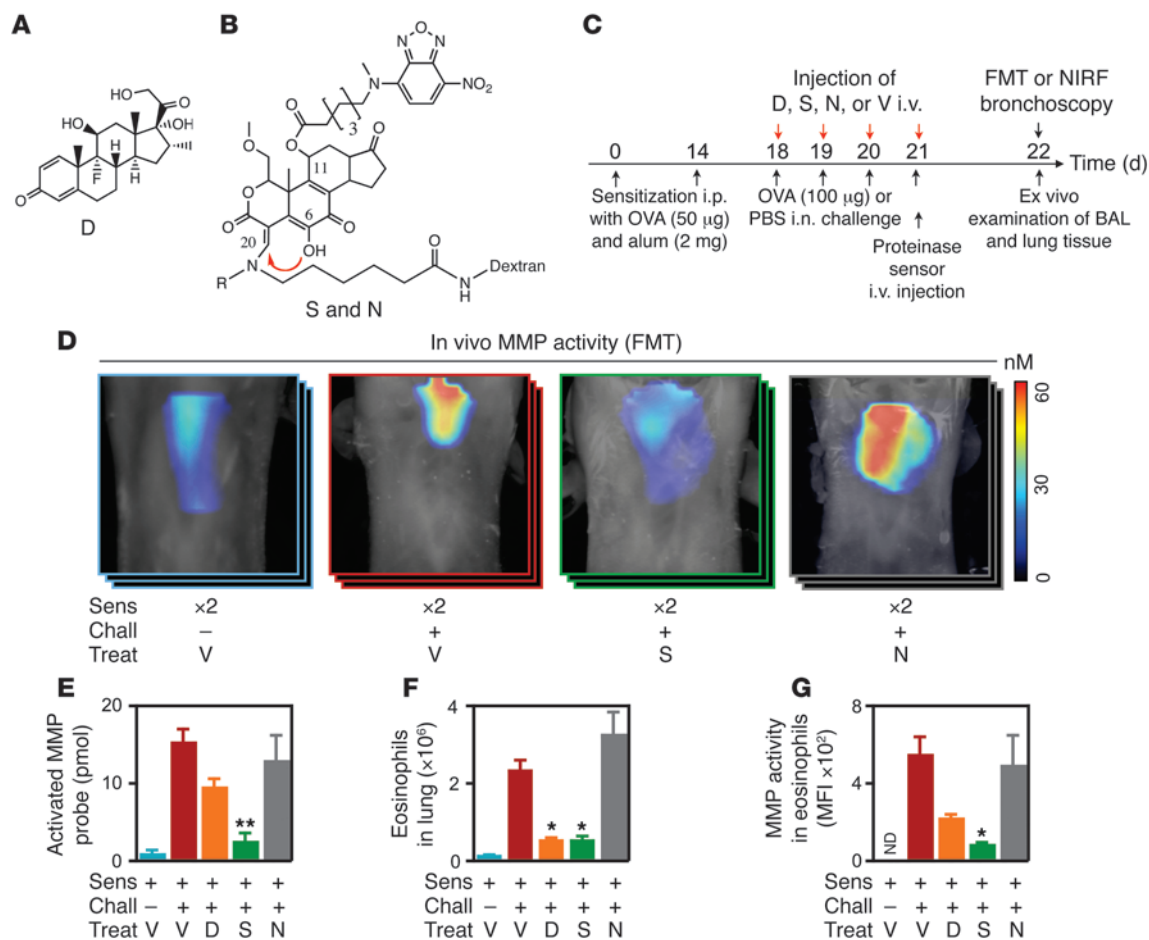 A
HO
O
HO
OH
F
O
D
B
N
O
N
N
NO2
O
3
O
O
O
11
O
6
O
O
20
OH
O
N
R
N
H
Dextran
S and N
C
Injection of
D, S, N, or V i.v.
FMT or NIRF
bronchoscopy
0 14 18 19 20 21 22 Time (d)
Sensitization i.p.
with OVA (50 μg)
and alum (2 mg)
OVA (100 μg) or
PBS i.n. challenge
Proteinase
sensor
i.v. injection
Ex vivo
examination of BAL
and lung tissue
D
In vivo MMP activity (FMT)
nM
60
30
0
Sens ×2 ×2 ×2 ×2
Chall – + + +
Treat V V S N
E
Activated MMP
probe (pmol)
20
10
0
**
Sens + + + + +
Chall – + + + +
Treat V V D S N
F
Eosinophils
in lung (×10⁶)
4
2
0
* *
Sens + + + + +
Chall – + + + +
Treat V V D S N
G
MMP activity
in eosinophils
(MFI ×10²)
8
4
0
ND
*
Sens + + + + +
Chall – + + + +
Treat V V D S N